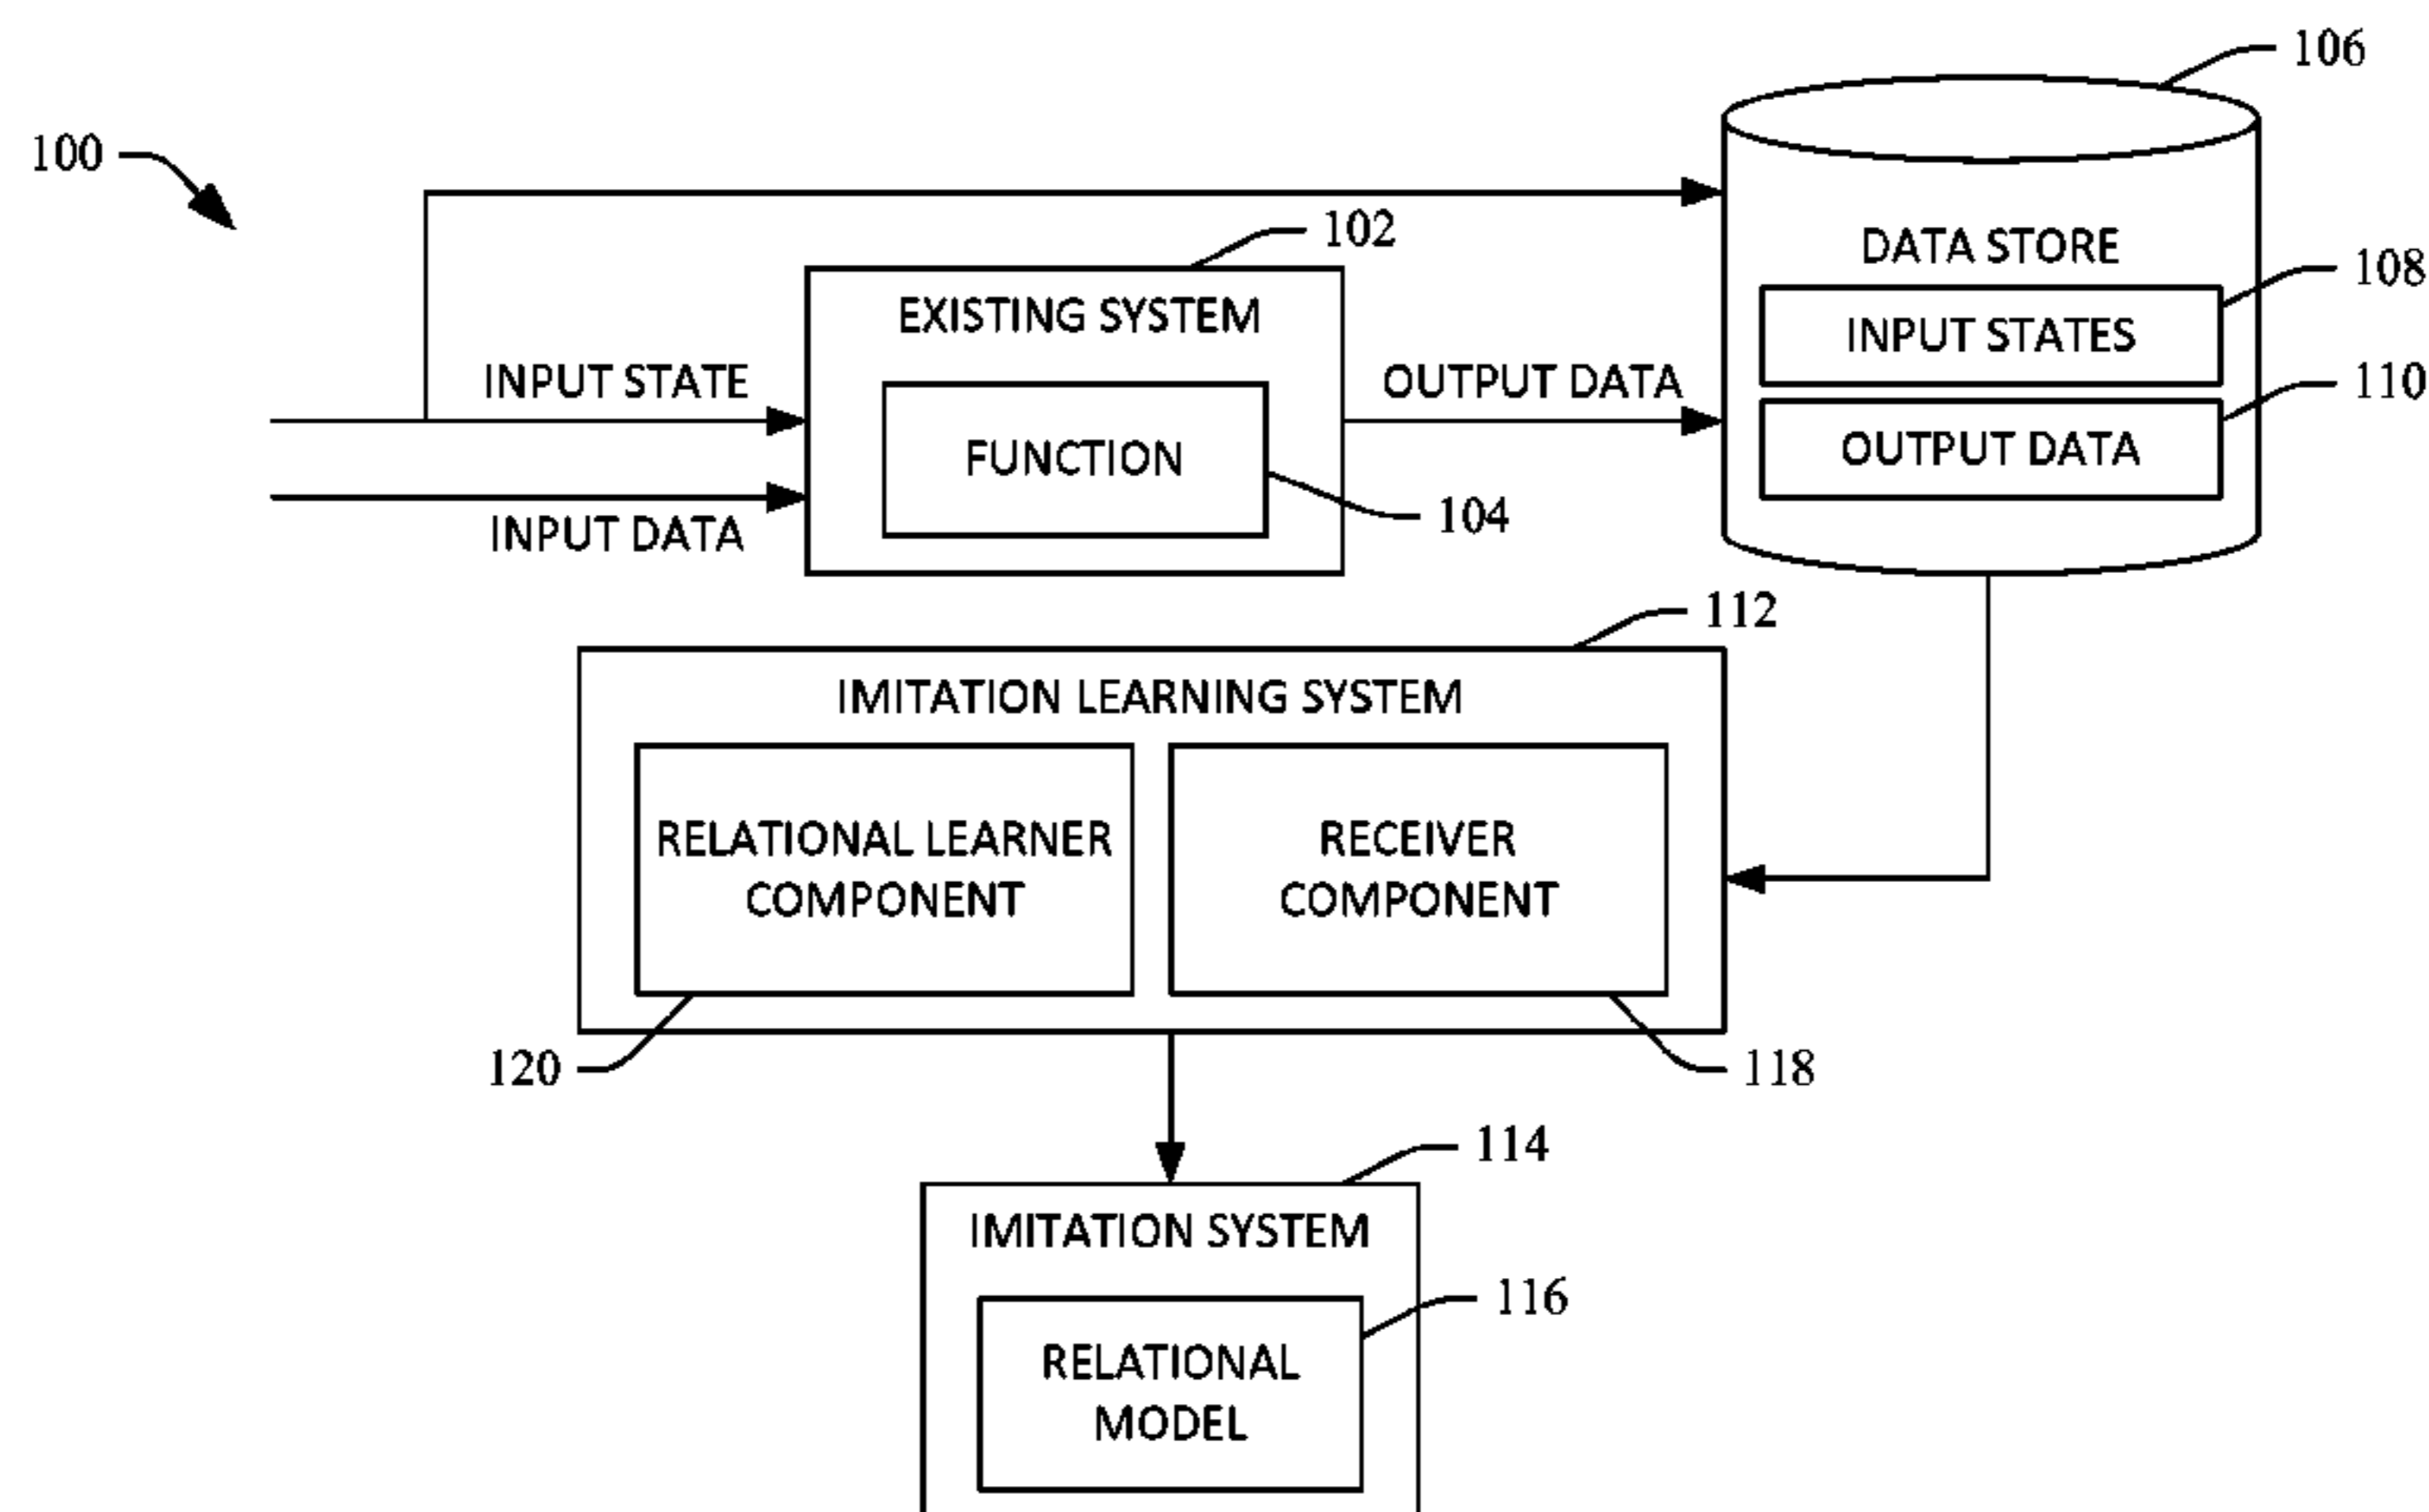 106
100
102
DATA STORE
108
EXISTING SYSTEM
INPUT STATES
INPUT STATE
OUTPUT DATA
110
FUNCTION
OUTPUT DATA
104
INPUT DATA
112
IMITATION LEARNING SYSTEM
RELATIONAL LEARNER
COMPONENT
RECEIVER
COMPONENT
120
118
114
IMITATION SYSTEM
116
RELATIONAL
MODEL